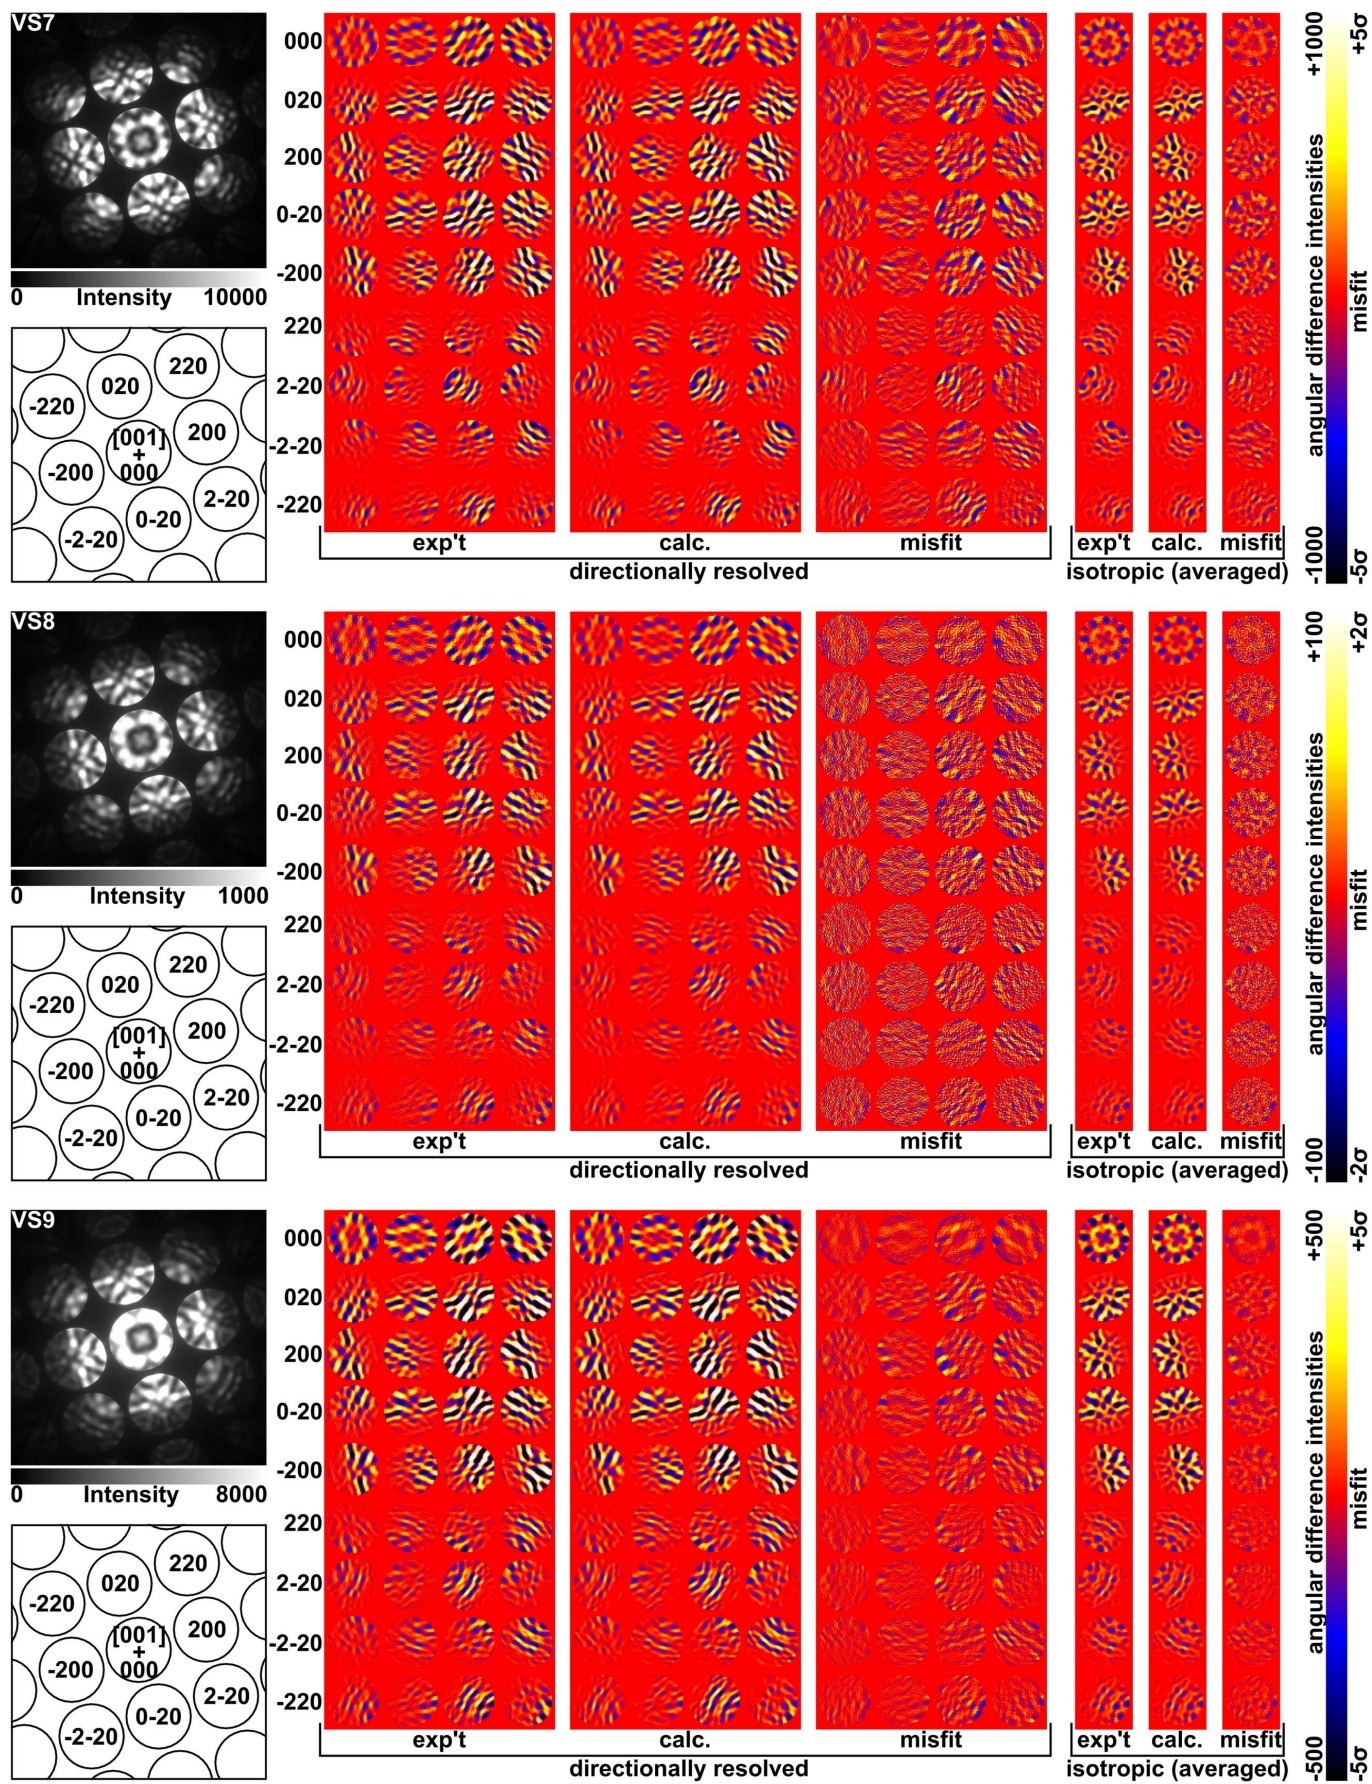 VS7
0 Intensity 10000
220
020
-220
[001]
+
000
200
-200
2-20
0-20
-2-20
000
020
200
0-20
-200
220
2-20
-2-20
-220
exp't calc. misfit
directionally resolved
exp't calc. misfit
isotropic (averaged)
-1000 angular difference intensities +1000
-5σ misfit +5σ
VS8
0 Intensity 1000
220
020
-220
[001]
+
000
200
-200
2-20
0-20
-2-20
000
020
200
0-20
-200
220
2-20
-2-20
-220
exp't calc. misfit
directionally resolved
exp't calc. misfit
isotropic (averaged)
-100 angular difference intensities +100
-2σ misfit +2σ
VS9
0 Intensity 8000
220
020
-220
[001]
+
000
200
-200
2-20
0-20
-2-20
000
020
200
0-20
-200
220
2-20
-2-20
-220
exp't calc. misfit
directionally resolved
exp't calc. misfit
isotropic (averaged)
-500 angular difference intensities +500
-5σ misfit +5σ